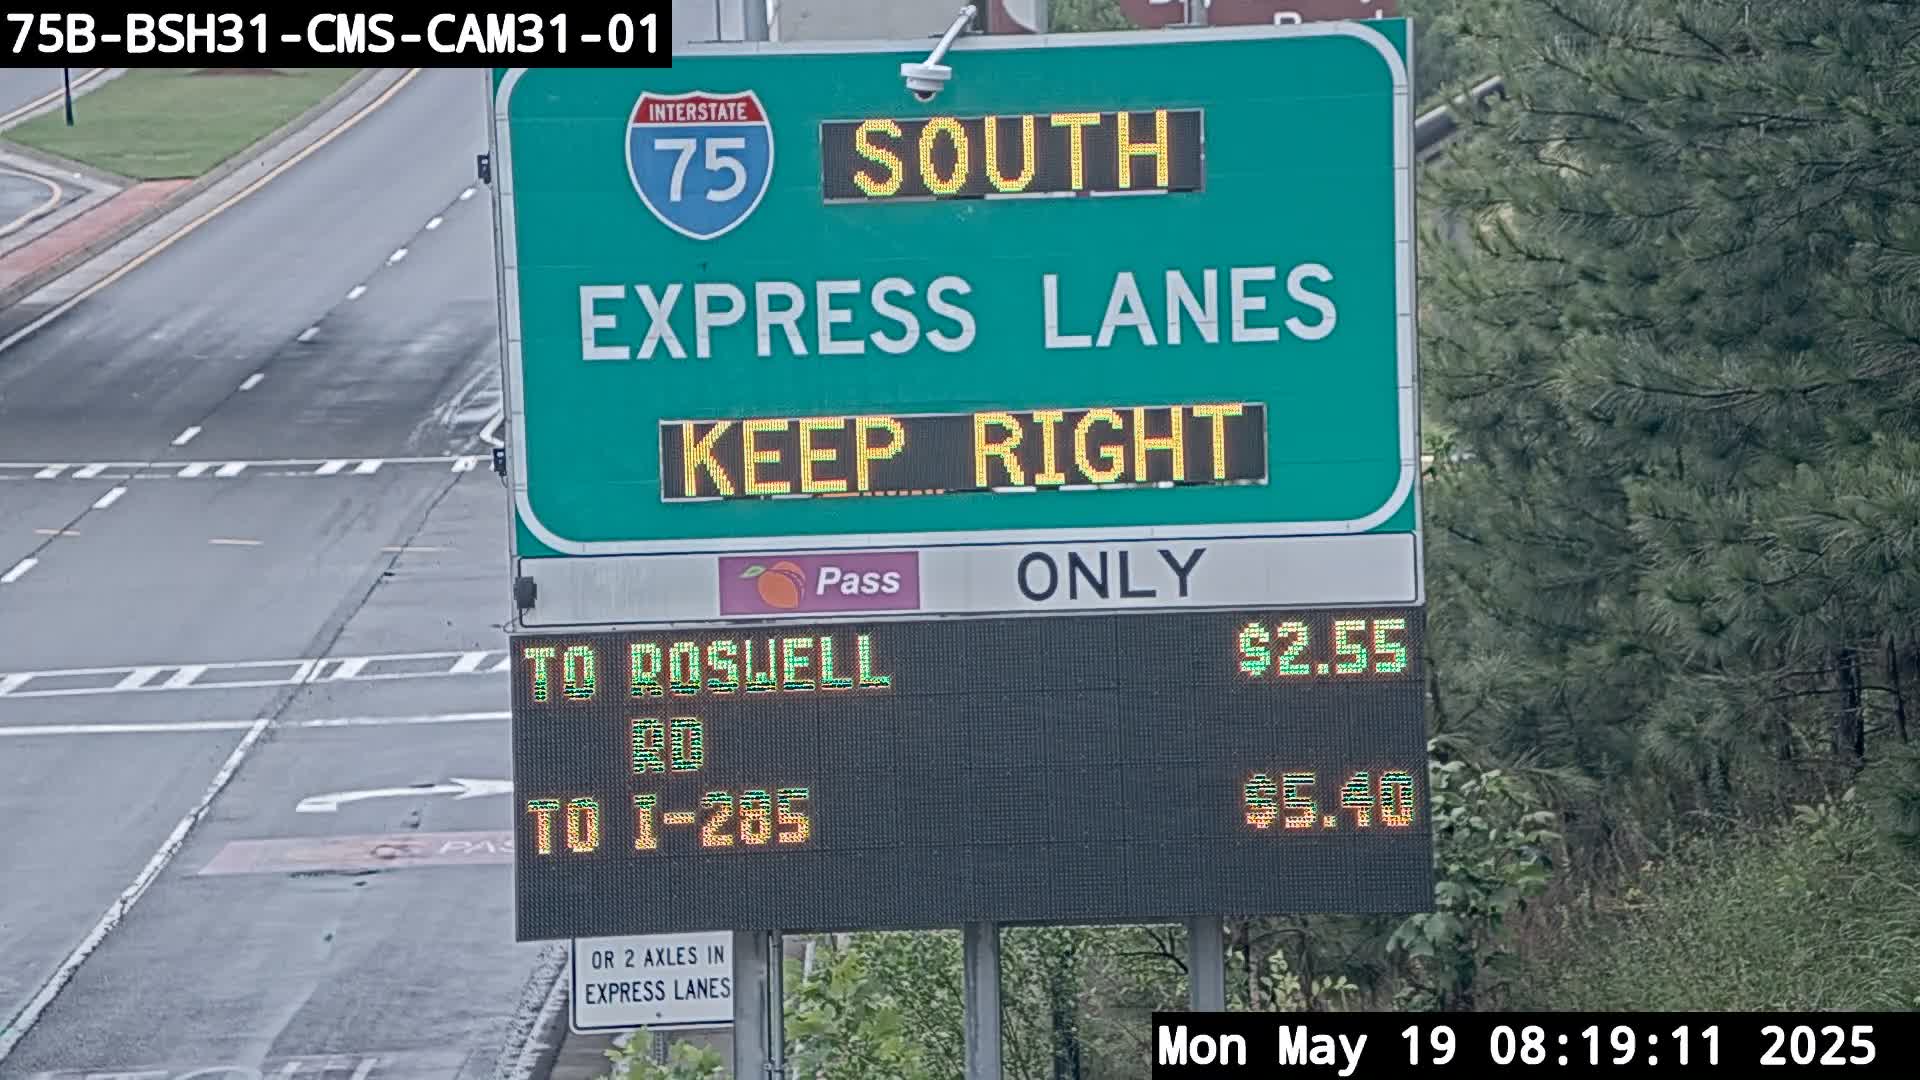 75B-BSH31-CMS-CAM31-01
INTERSTATE
75
SOUTH
EXPRESS LANES
KEEP RIGHT
Pass ONLY
TO ROSWELL $2.55
RD
TO I-285 $5.40
OR 2 AXLES IN
EXPRESS LANES
Mon May 19 08:19:11 2025